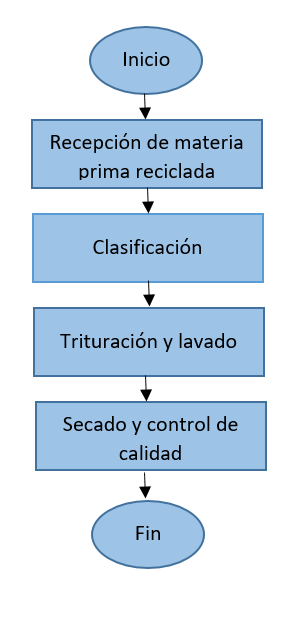 Inicio
Recepción de materia
prima reciclada
Clasificación
Trituración y lavado
Secado y control de
calidad
Fin